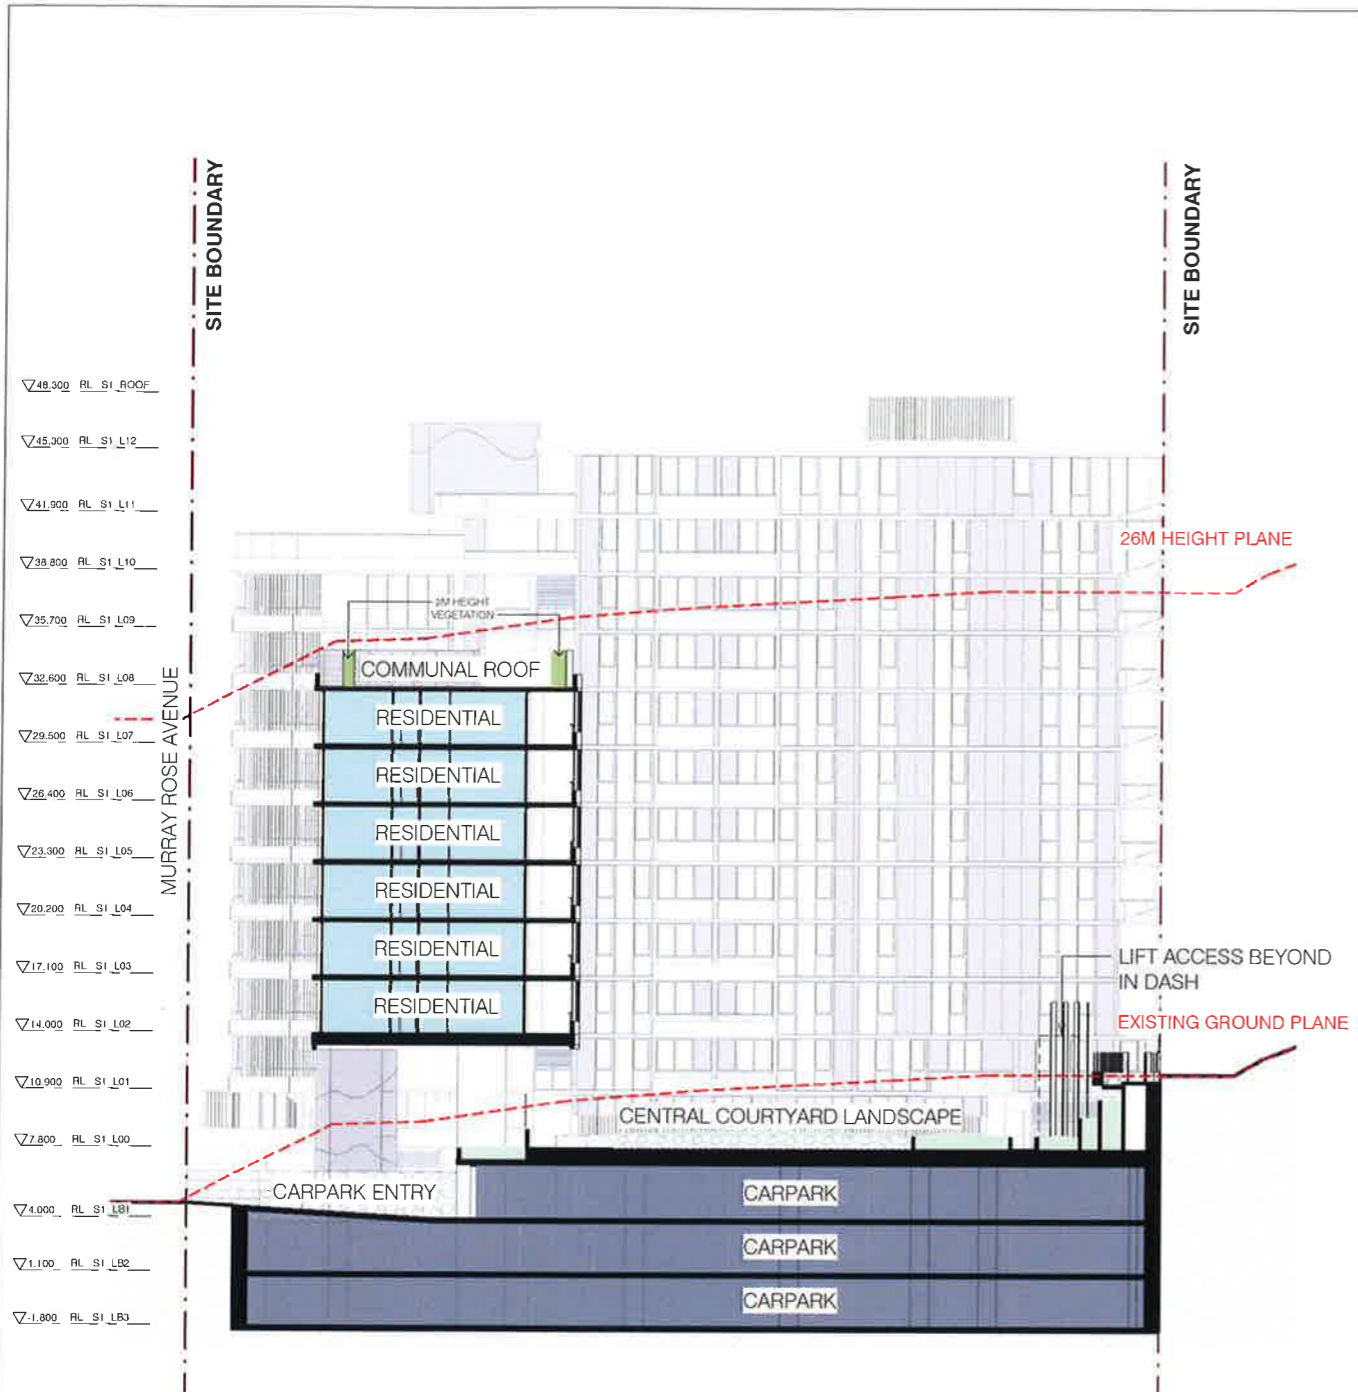 SITE BOUNDARY
SITE BOUNDARY
48.300 RL S1 ROOF
45.300 RL S1 L12
41.900 RL S1 L11
38.800 RL S1 L10
35.700 RL S1 L09
32.600 RL S1 L08
29.500 RL S1 L07
26.400 RL S1 L06
23.300 RL S1 L05
20.200 RL S1 L04
17.100 RL S1 L03
14.000 RL S1 L02
10.900 RL S1 L01
7.800 RL S1 L00
4.000 RL S1 LB1
1.100 RL S1 LB2
-1.800 RL S1 LB3
MURRAY ROSE AVENUE
26M HEIGHT PLANE
2M HEIGHT
VEGETATION
COMMUNAL ROOF
RESIDENTIAL
RESIDENTIAL
RESIDENTIAL
RESIDENTIAL
RESIDENTIAL
RESIDENTIAL
LIFT ACCESS BEYOND
IN DASH
EXISTING GROUND PLANE
CENTRAL COURTYARD LANDSCAPE
CARPARK ENTRY
CARPARK
CARPARK
CARPARK